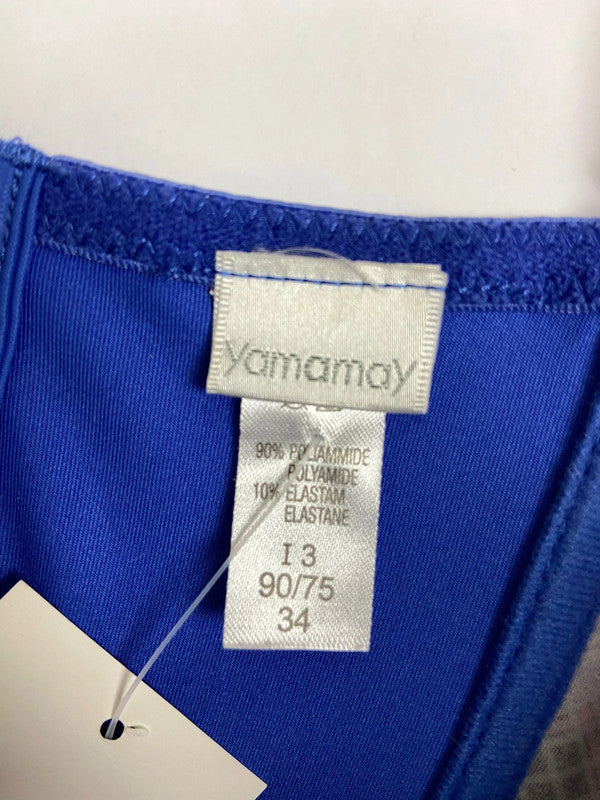 yamamay
90% POLIAMMIDE
POLYAMIDE
10% ELASTAM
ELASTANE
I 3
90/75
34